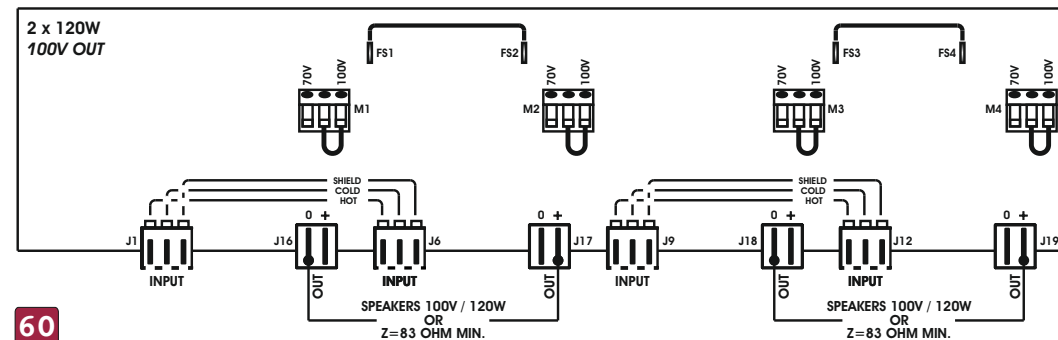 2 x 120W
100V OUT
FS1
FS2
FS3
FS4
70V
100V
M1
70V
100V
M2
70V
100V
M3
70V
100V
M4
SHIELD
COLD
HOT
SHIELD
COLD
HOT
J1
INPUT
0 +
J16
OUT
J6
INPUT
0 +
J17
OUT
J9
INPUT
0 +
J18
OUT
J12
INPUT
0 +
J19
OUT
SPEAKERS 100V / 120W
OR
Z=83 OHM MIN.
SPEAKERS 100V / 120W
OR
Z=83 OHM MIN.
60